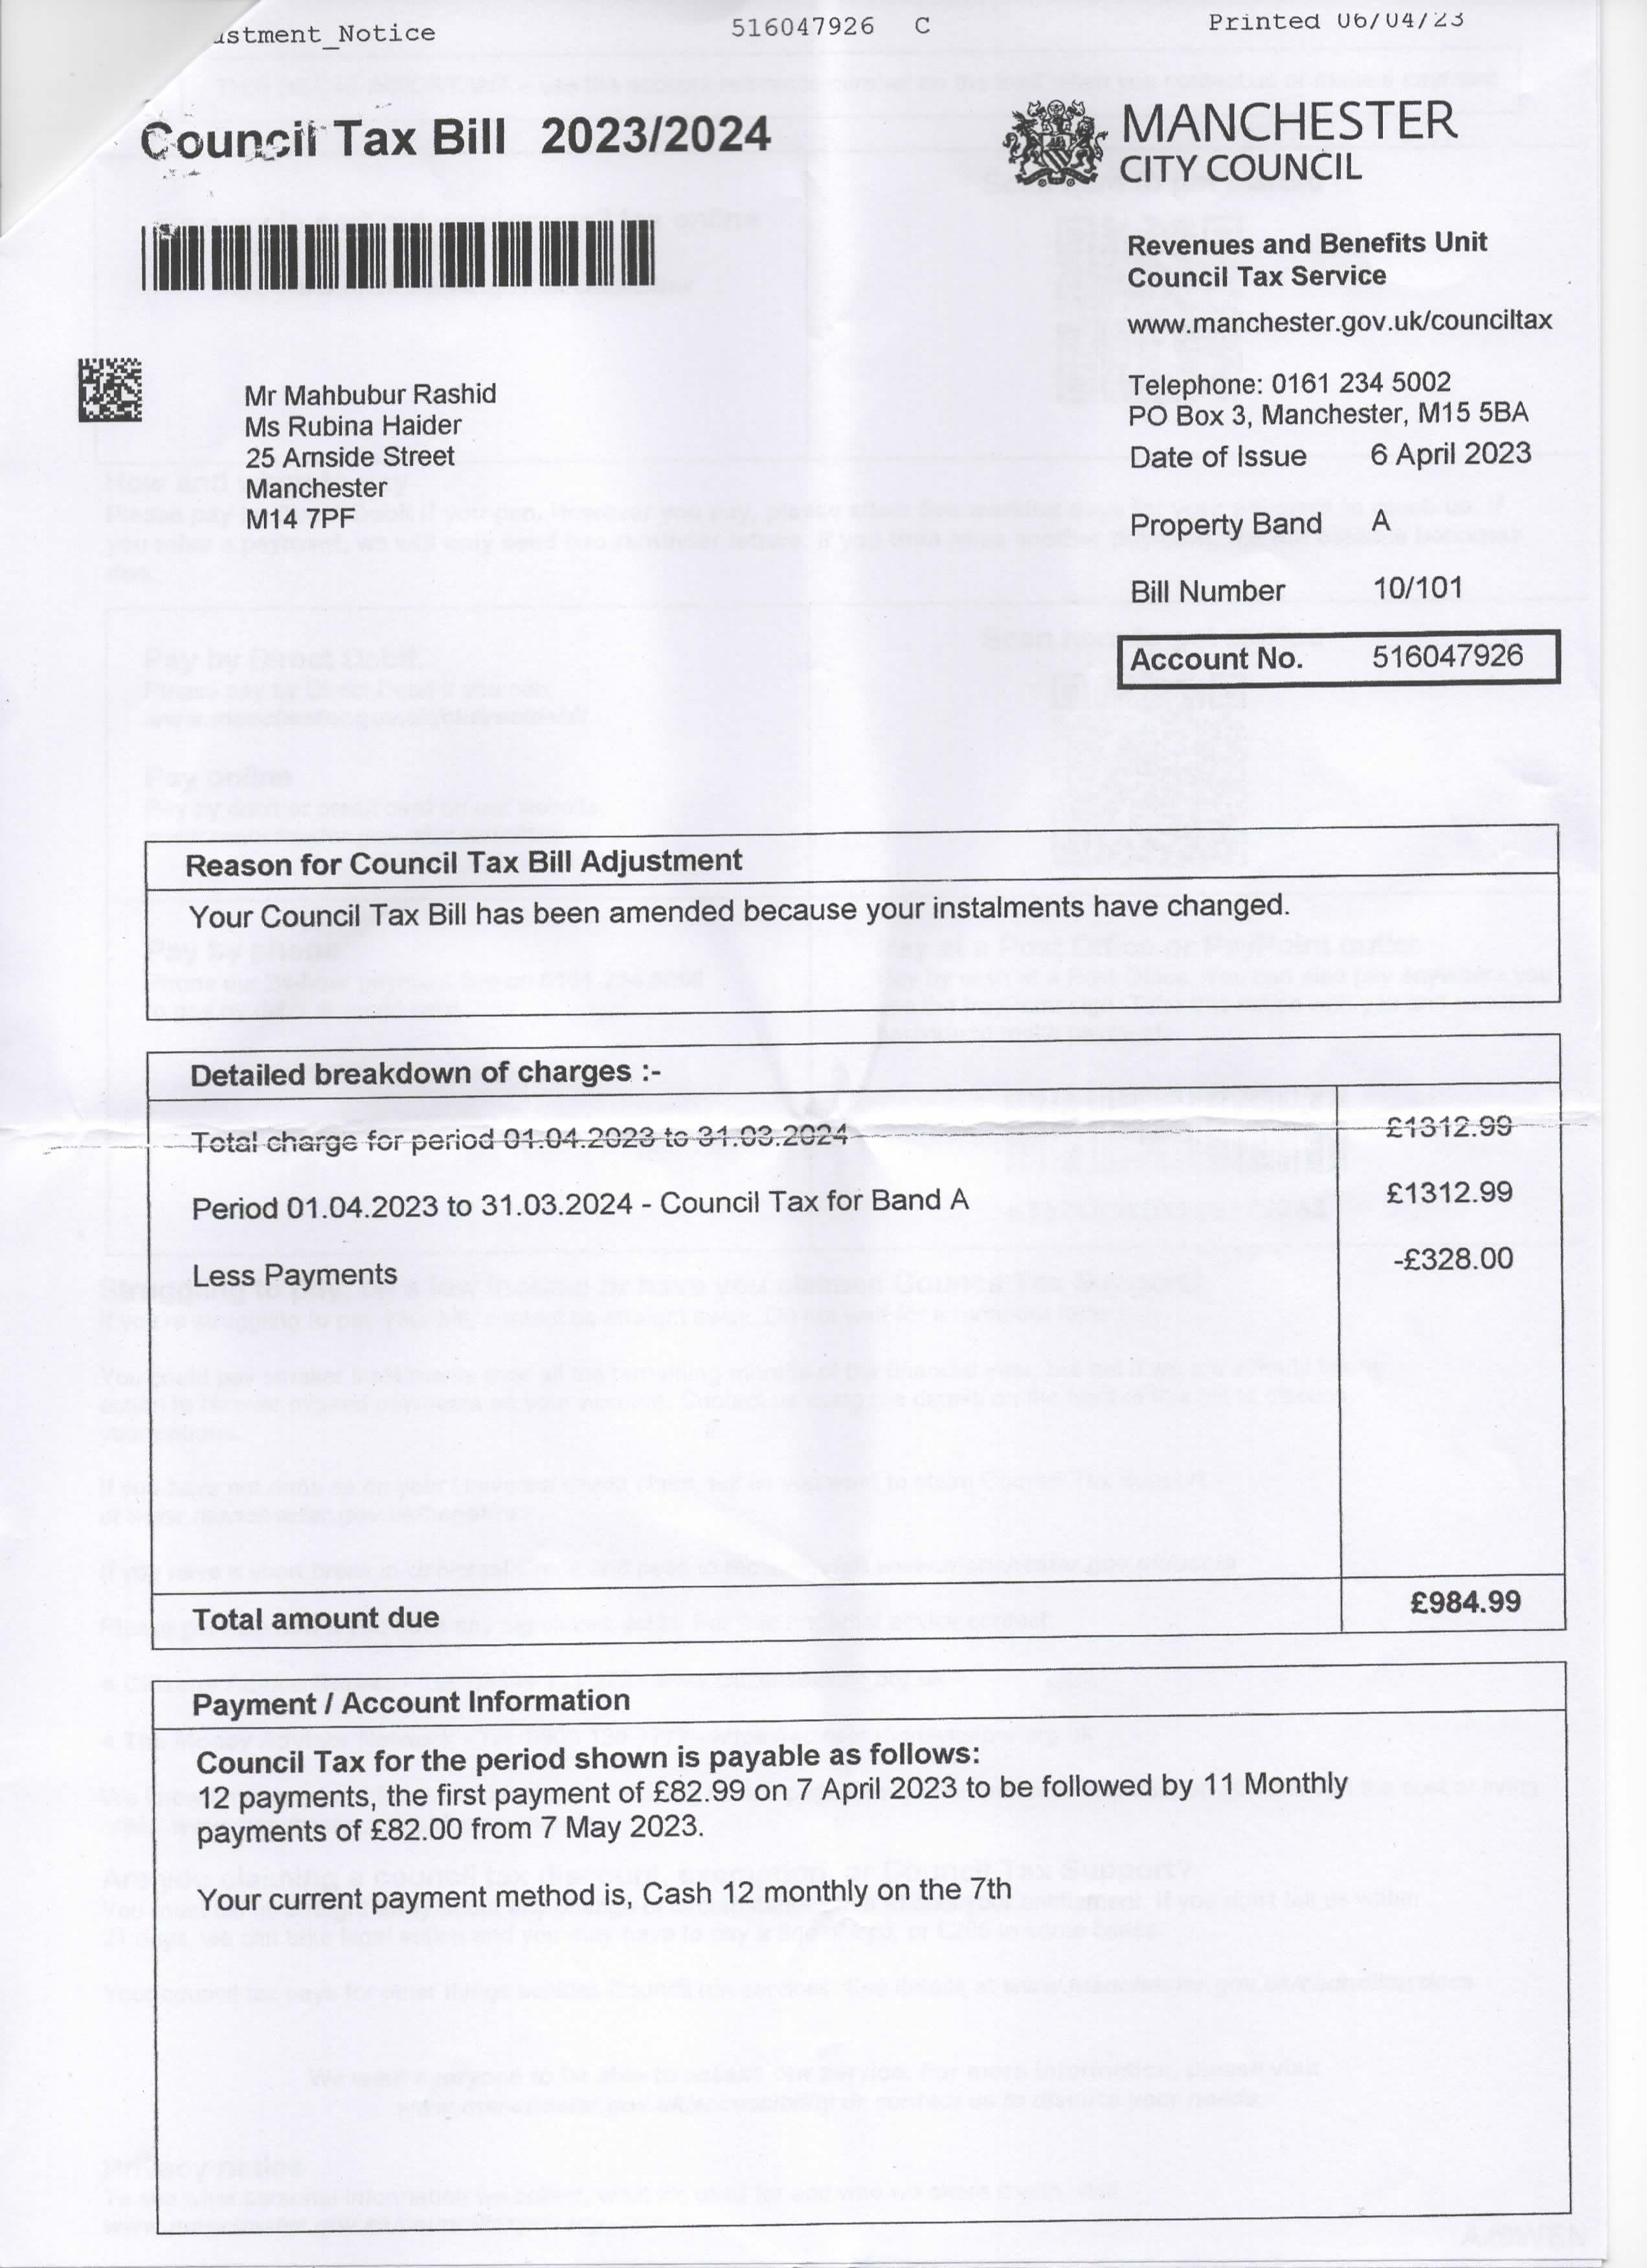 ustment_Notice 516047926 C Printed 06/04/23
Council Tax Bill 2023/2024
MANCHESTER
CITY COUNCIL
Revenues and Benefits Unit
Council Tax Service
www.manchester.gov.uk/counciltax
Mr Mahbubur Rashid
Ms Rubina Haider
25 Arnside Street
Manchester
M14 7PF
Telephone: 0161 234 5002
PO Box 3, Manchester, M15 5BA
Date of Issue 6 April 2023
Property Band A
Bill Number 10/101
Account No. 516047926
Reason for Council Tax Bill Adjustment
Your Council Tax Bill has been amended because your instalments have changed.
Detailed breakdown of charges :-
Total charge for period 01.04.2023 to 31.03.2024 £1312.99
Period 01.04.2023 to 31.03.2024 - Council Tax for Band A £1312.99
Less Payments -£328.00
Total amount due £984.99
Payment / Account Information
Council Tax for the period shown is payable as follows:
12 payments, the first payment of £82.99 on 7 April 2023 to be followed by 11 Monthly
payments of £82.00 from 7 May 2023.
Your current payment method is, Cash 12 monthly on the 7th